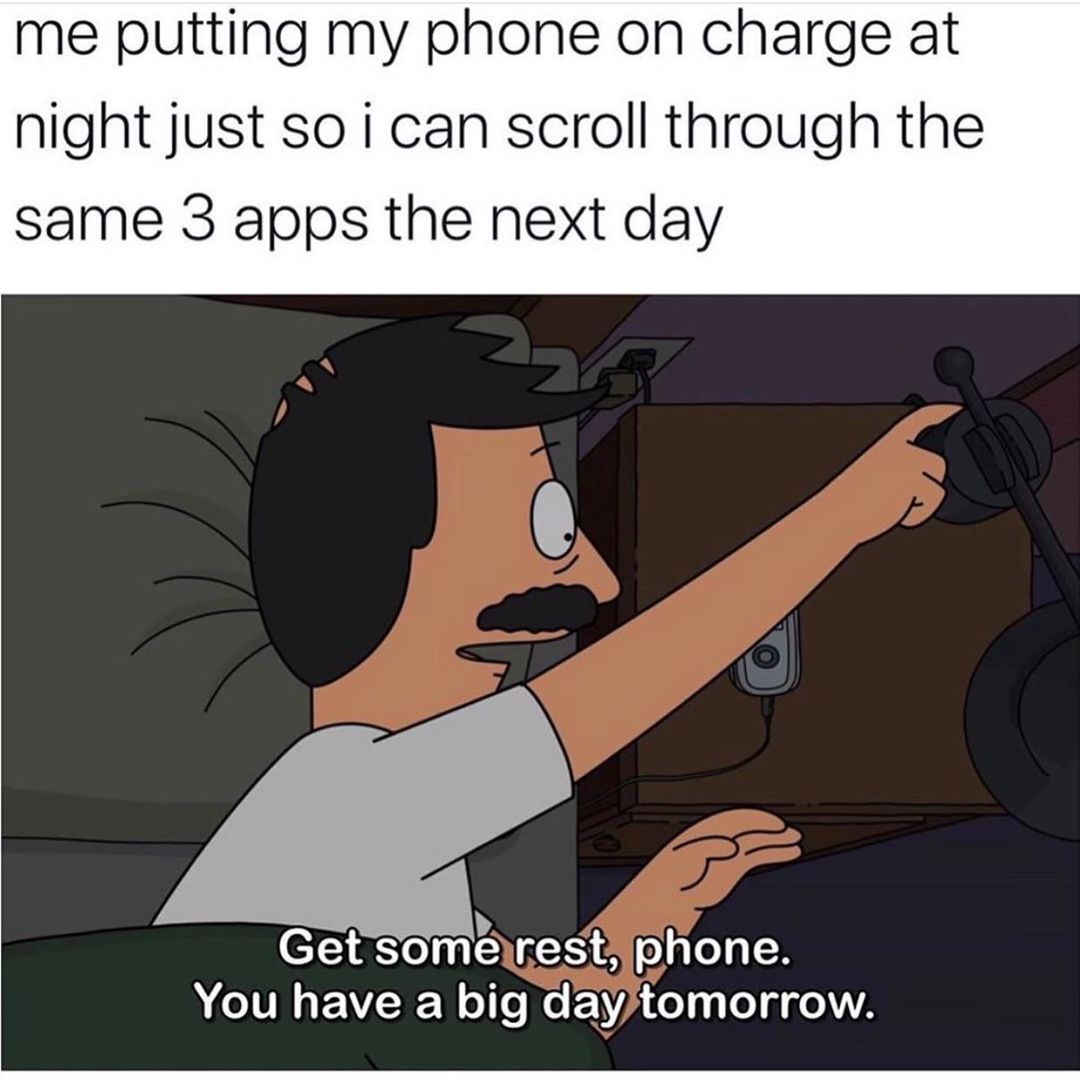 me putting my phone on charge at
night just so i can scroll through the
same 3 apps the next day
Get some rest, phone.
You have a big day tomorrow.